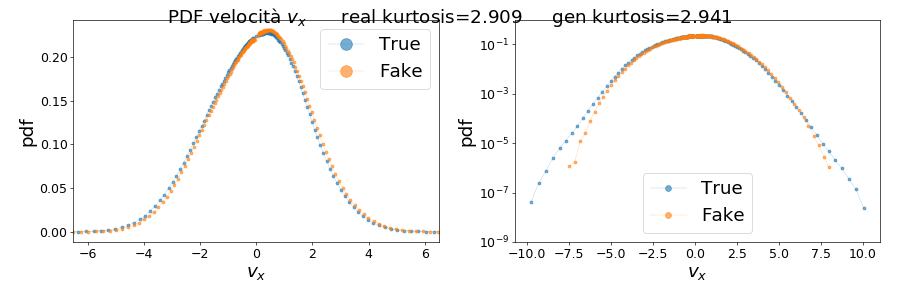 PDF velocità vₓ real kurtosis=2.909 gen kurtosis=2.941
pdf
0.20
0.15
0.10
0.05
0.00
−6 −4 −2 0 2 4 6
vₓ
True
Fake
pdf
10⁻¹
10⁻³
10⁻⁵
10⁻⁷
10⁻⁹
−10.0 −7.5 −5.0 −2.5 0.0 2.5 5.0 7.5 10.0
vₓ
True
Fake